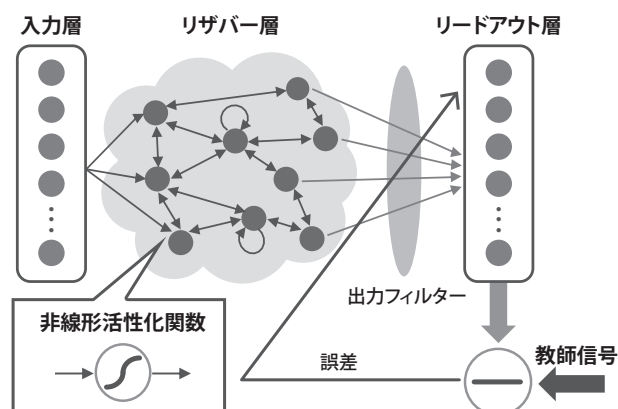 入力層
リザバー層
リードアウト層
出力フィルター
非線形活性化関数
誤差
教師信号